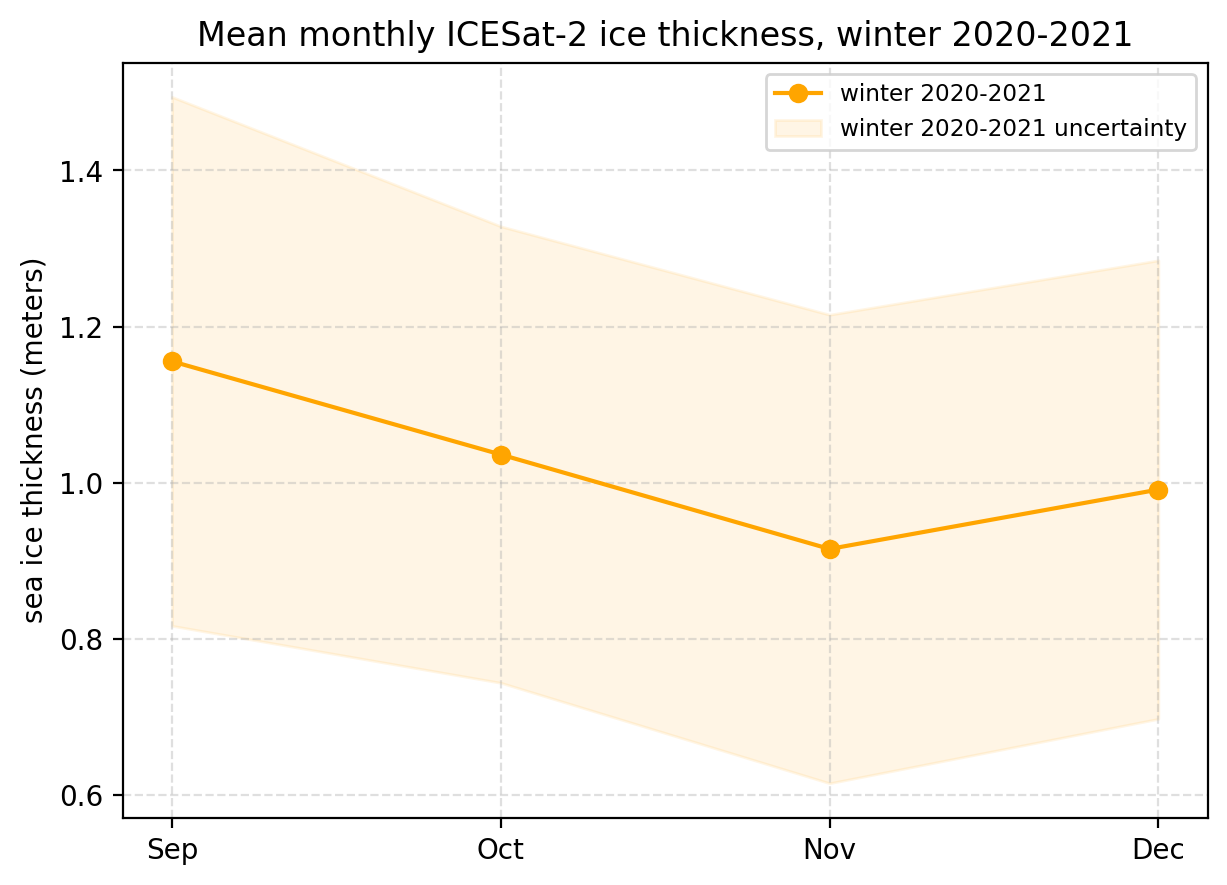 Mean monthly ICESat-2 ice thickness, winter 2020-2021
winter 2020-2021
winter 2020-2021 uncertainty
sea ice thickness (meters)
1.4
1.2
1.0
0.8
0.6
Sep Oct Nov Dec